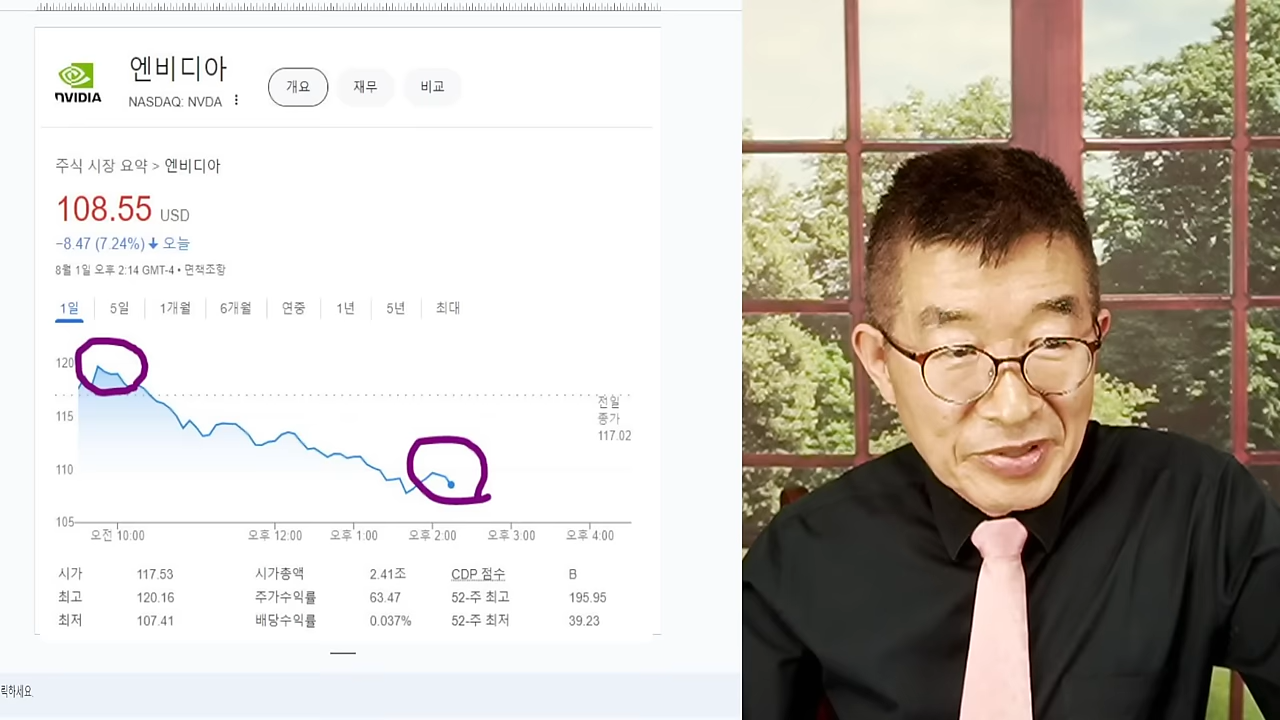 엔비디아
NVIDIA
NASDAQ: NVDA
개요
재무
비교
주식 시장 요약 > 엔비디아
108.55 USD
-8.47 (7.24%) 오늘
8월 1일 오후 2:14 GMT-4 • 면책조항
1일 5일 1개월 6개월 연중 1년 5년 최대
120
115
110
105
전일
종가
117.02
오전 10:00 오후 12:00 오후 1:00 오후 2:00 오후 3:00 오후 4:00
시가 117.53 시가총액 2.41조 CDP 점수 B
최고 120.16 주가수익률 63.47 52-주 최고 195.95
최저 107.41 배당수익률 0.037% 52-주 최저 39.23
릭하세요.